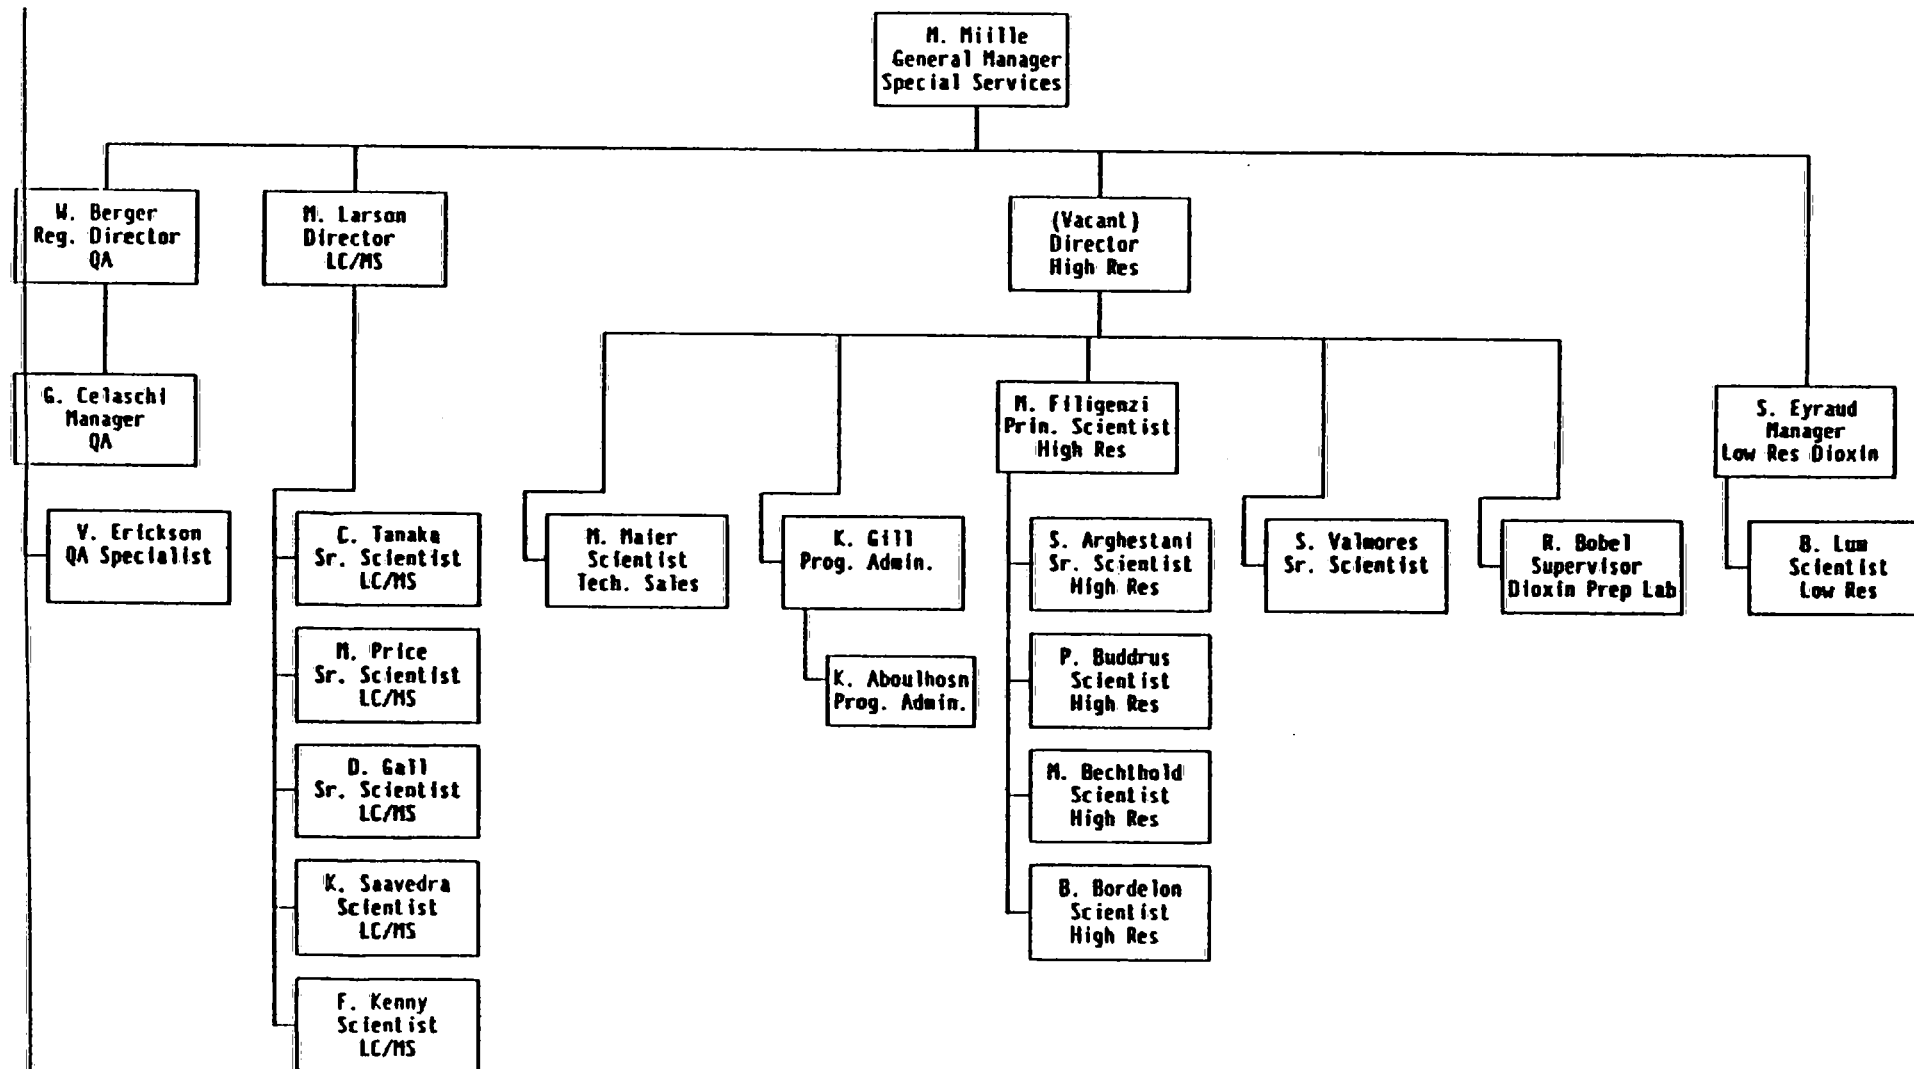 M. Miille
General Manager
Special Services
W. Berger
Reg. Director
QA
M. Larson
Director
LC/MS
(Vacant)
Director
High Res
G. Celaschi
Manager
QA
M. Filigenzi
Prin. Scientist
High Res
S. Eyraud
Manager
Low Res Dioxin
V. Erickson
QA Specialist
C. Tanaka
Sr. Scientist
LC/MS
M. Maier
Scientist
Tech. Sales
K. Gill
Prog. Admin.
S. Arghestani
Sr. Scientist
High Res
S. Valmores
Sr. Scientist
R. Bobel
Supervisor
Dioxin Prep Lab
B. Lum
Scientist
Low Res
M. Price
Sr. Scientist
LC/MS
K. Aboulhosn
Prog. Admin.
P. Buddrus
Scientist
High Res
D. Gall
Sr. Scientist
LC/MS
M. Bechthold
Scientist
High Res
K. Saavedra
Scientist
LC/MS
B. Bordelon
Scientist
High Res
F. Kenny
Scientist
LC/MS